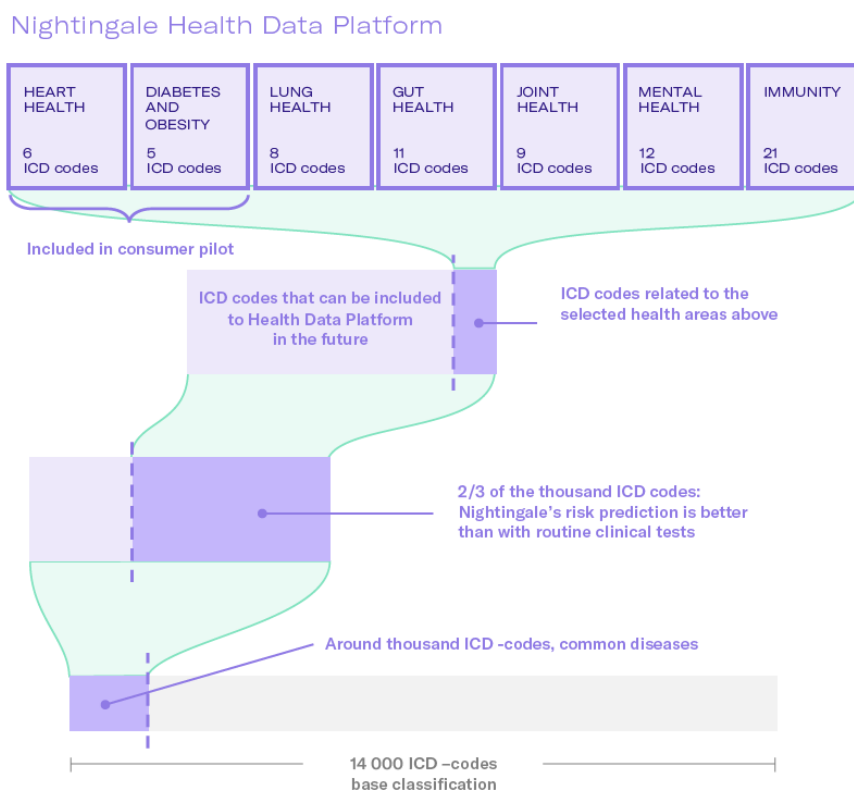 Nightingale Health Data Platform
HEART
HEALTH
6
ICD codes
DIABETES
AND
OBESITY
5
ICD codes
LUNG
HEALTH
8
ICD codes
GUT
HEALTH
11
ICD codes
JOINT
HEALTH
9
ICD codes
MENTAL
HEALTH
12
ICD codes
IMMUNITY
21
ICD codes
Included in consumer pilot
ICD codes that can be included
to Health Data Platform
in the future
ICD codes related to the
selected health areas above
2/3 of the thousand ICD codes:
Nightingale’s risk prediction is better
than with routine clinical tests
Around thousand ICD -codes, common diseases
14 000 ICD –codes
base classification